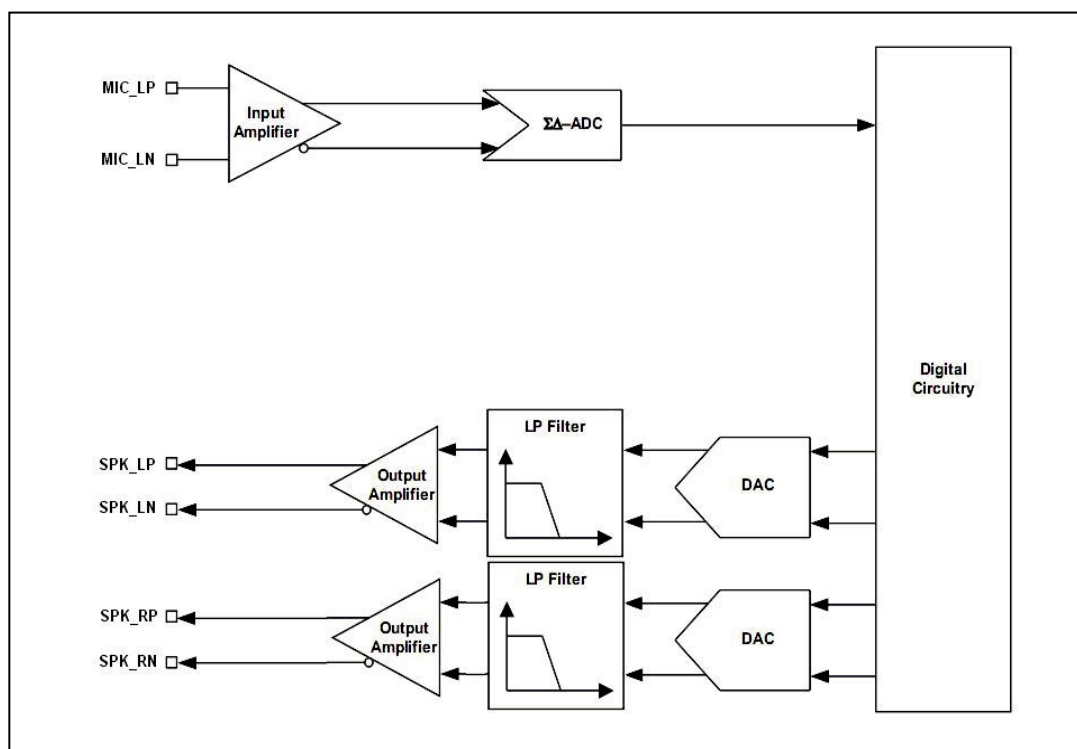 MIC_LP
MIC_LN
Input
Amplifier
ΣΔ–ADC
Digital
Circuitry
SPK_LP
SPK_LN
Output
Amplifier
LP Filter
DAC
SPK_RP
SPK_RN
Output
Amplifier
LP Filter
DAC